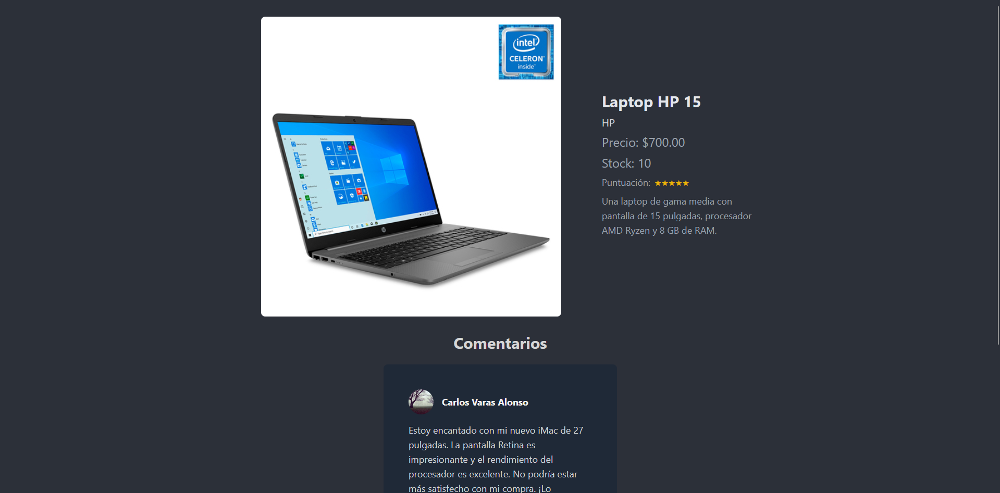 intel
CELERON
inside™
Laptop HP 15
HP
Precio: $700.00
Stock: 10
Puntuación: ★★★★★
Una laptop de gama media con
pantalla de 15 pulgadas, procesador
AMD Ryzen y 8 GB de RAM.
Comentarios
Carlos Varas Alonso
Estoy encantado con mi nuevo iMac de 27
pulgadas. La pantalla Retina es
impresionante y el rendimiento del
procesador es excelente. No podría estar
más satisfecho con mi compra. ¡Lo